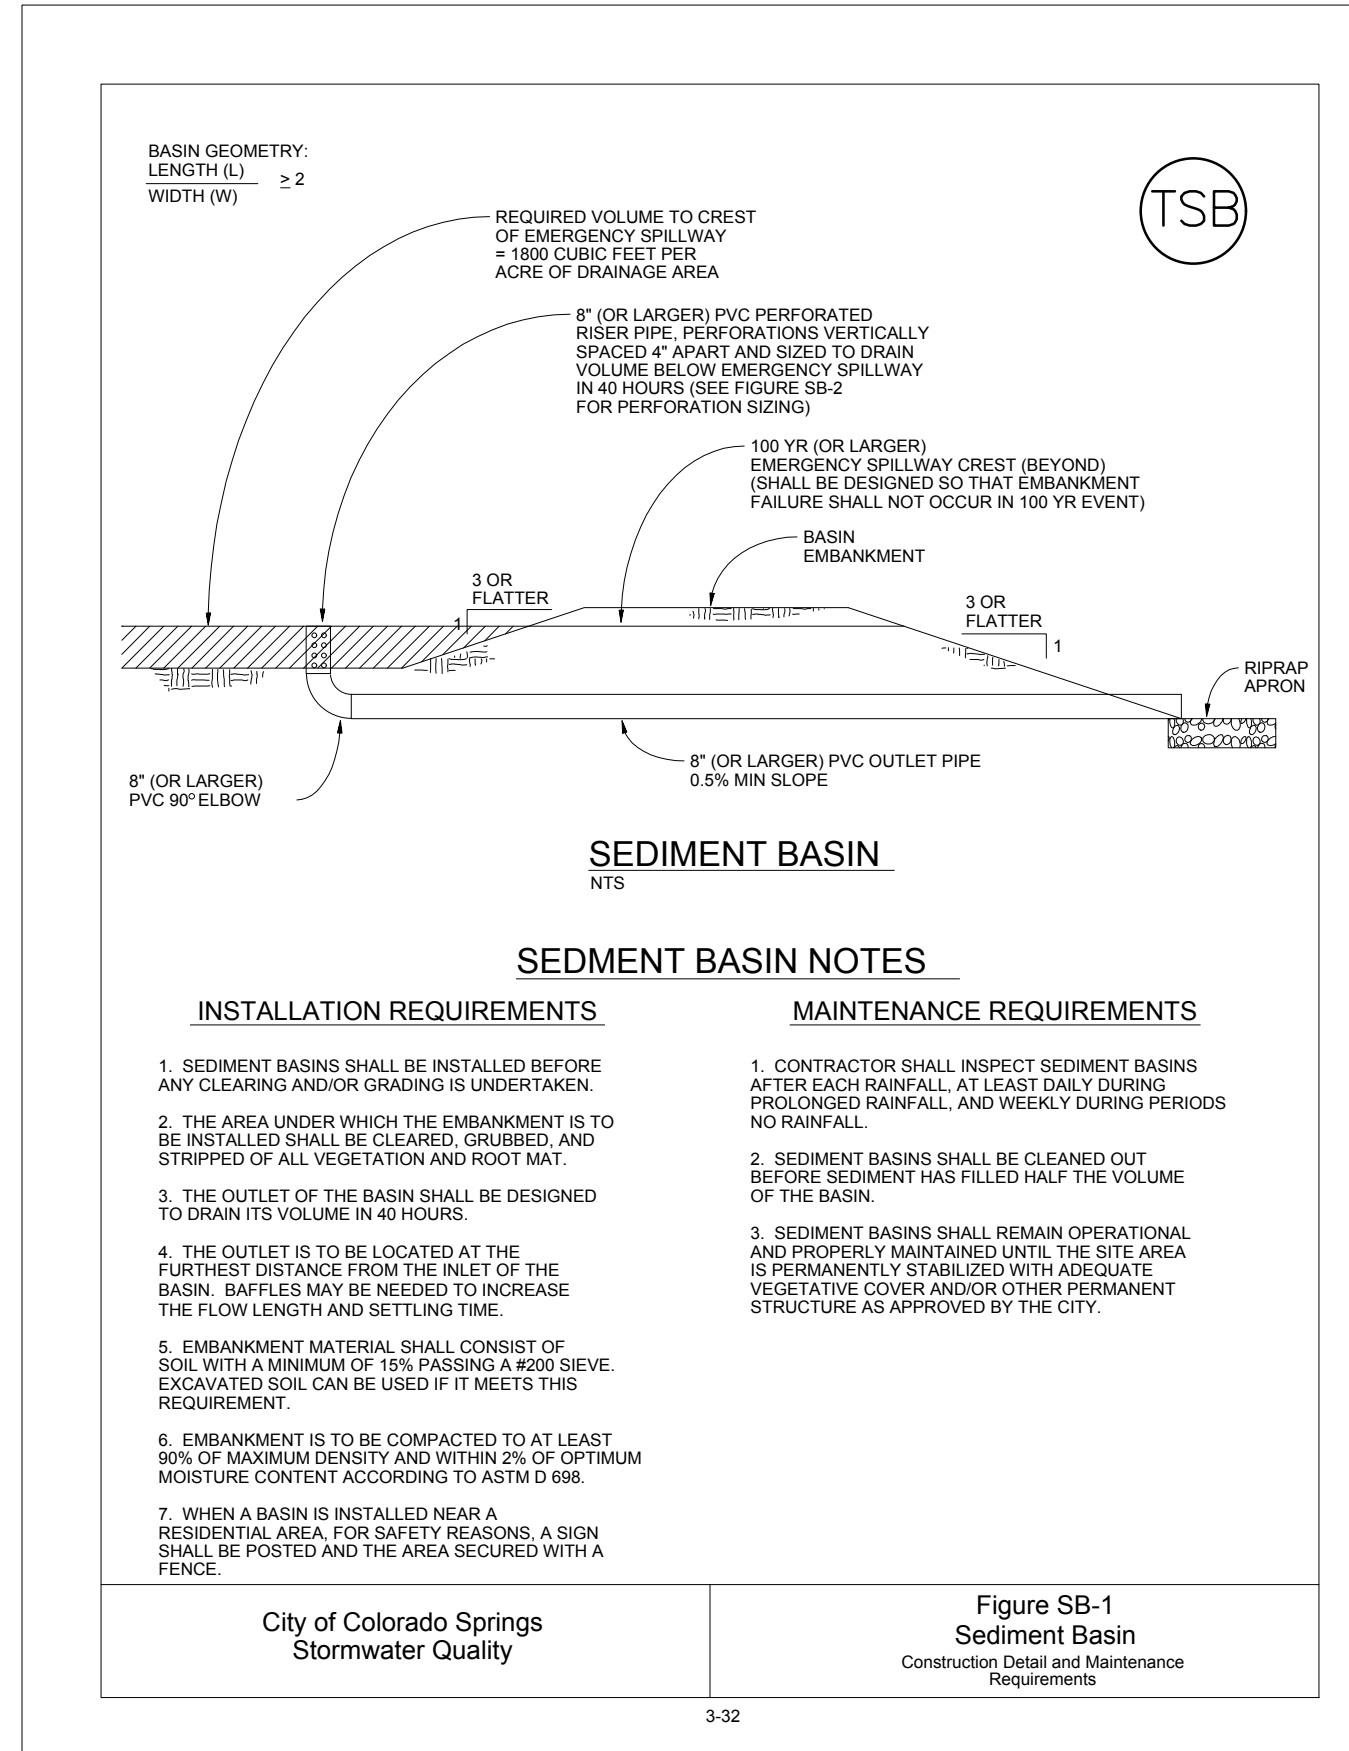 BASIN GEOMETRY:
LENGTH (L)
WIDTH (W)
≥ 2
TSB
REQUIRED VOLUME TO CREST
OF EMERGENCY SPILLWAY
= 1800 CUBIC FEET PER
ACRE OF DRAINAGE AREA
8" (OR LARGER) PVC PERFORATED
RISER PIPE, PERFORATIONS VERTICALLY
SPACED 4" APART AND SIZED TO DRAIN
VOLUME BELOW EMERGENCY SPILLWAY
IN 40 HOURS (SEE FIGURE SB-2
FOR PERFORATION SIZING)
100 YR (OR LARGER)
EMERGENCY SPILLWAY CREST (BEYOND)
(SHALL BE DESIGNED SO THAT EMBANKMENT
FAILURE SHALL NOT OCCUR IN 100 YR EVENT)
BASIN
EMBANKMENT
3 OR
FLATTER
1
3 OR
FLATTER
1
RIPRAP
APRON
8" (OR LARGER) PVC OUTLET PIPE
0.5% MIN SLOPE
8" (OR LARGER)
PVC 90° ELBOW
SEDIMENT BASIN
NTS
SEDMENT BASIN NOTES
INSTALLATION REQUIREMENTS
1. SEDIMENT BASINS SHALL BE INSTALLED BEFORE
ANY CLEARING AND/OR GRADING IS UNDERTAKEN.
2. THE AREA UNDER WHICH THE EMBANKMENT IS TO
BE INSTALLED SHALL BE CLEARED, GRUBBED, AND
STRIPPED OF ALL VEGETATION AND ROOT MAT.
3. THE OUTLET OF THE BASIN SHALL BE DESIGNED
TO DRAIN ITS VOLUME IN 40 HOURS.
4. THE OUTLET IS TO BE LOCATED AT THE
FURTHEST DISTANCE FROM THE INLET OF THE
BASIN. BAFFLES MAY BE NEEDED TO INCREASE
THE FLOW LENGTH AND SETTLING TIME.
5. EMBANKMENT MATERIAL SHALL CONSIST OF
SOIL WITH A MINIMUM OF 15% PASSING A #200 SIEVE.
EXCAVATED SOIL CAN BE USED IF IT MEETS THIS
REQUIREMENT.
6. EMBANKMENT IS TO BE COMPACTED TO AT LEAST
90% OF MAXIMUM DENSITY AND WITHIN 2% OF OPTIMUM
MOISTURE CONTENT ACCORDING TO ASTM D 698.
7. WHEN A BASIN IS INSTALLED NEAR A
RESIDENTIAL AREA, FOR SAFETY REASONS, A SIGN
SHALL BE POSTED AND THE AREA SECURED WITH A
FENCE.
MAINTENANCE REQUIREMENTS
1. CONTRACTOR SHALL INSPECT SEDIMENT BASINS
AFTER EACH RAINFALL, AT LEAST DAILY DURING
PROLONGED RAINFALL, AND WEEKLY DURING PERIODS
NO RAINFALL.
2. SEDIMENT BASINS SHALL BE CLEANED OUT
BEFORE SEDIMENT HAS FILLED HALF THE VOLUME
OF THE BASIN.
3. SEDIMENT BASINS SHALL REMAIN OPERATIONAL
AND PROPERLY MAINTAINED UNTIL THE SITE AREA
IS PERMANENTLY STABILIZED WITH ADEQUATE
VEGETATIVE COVER AND/OR OTHER PERMANENT
STRUCTURE AS APPROVED BY THE CITY.
City of Colorado Springs
Stormwater Quality
Figure SB-1
Sediment Basin
Construction Detail and Maintenance
Requirements
3-32